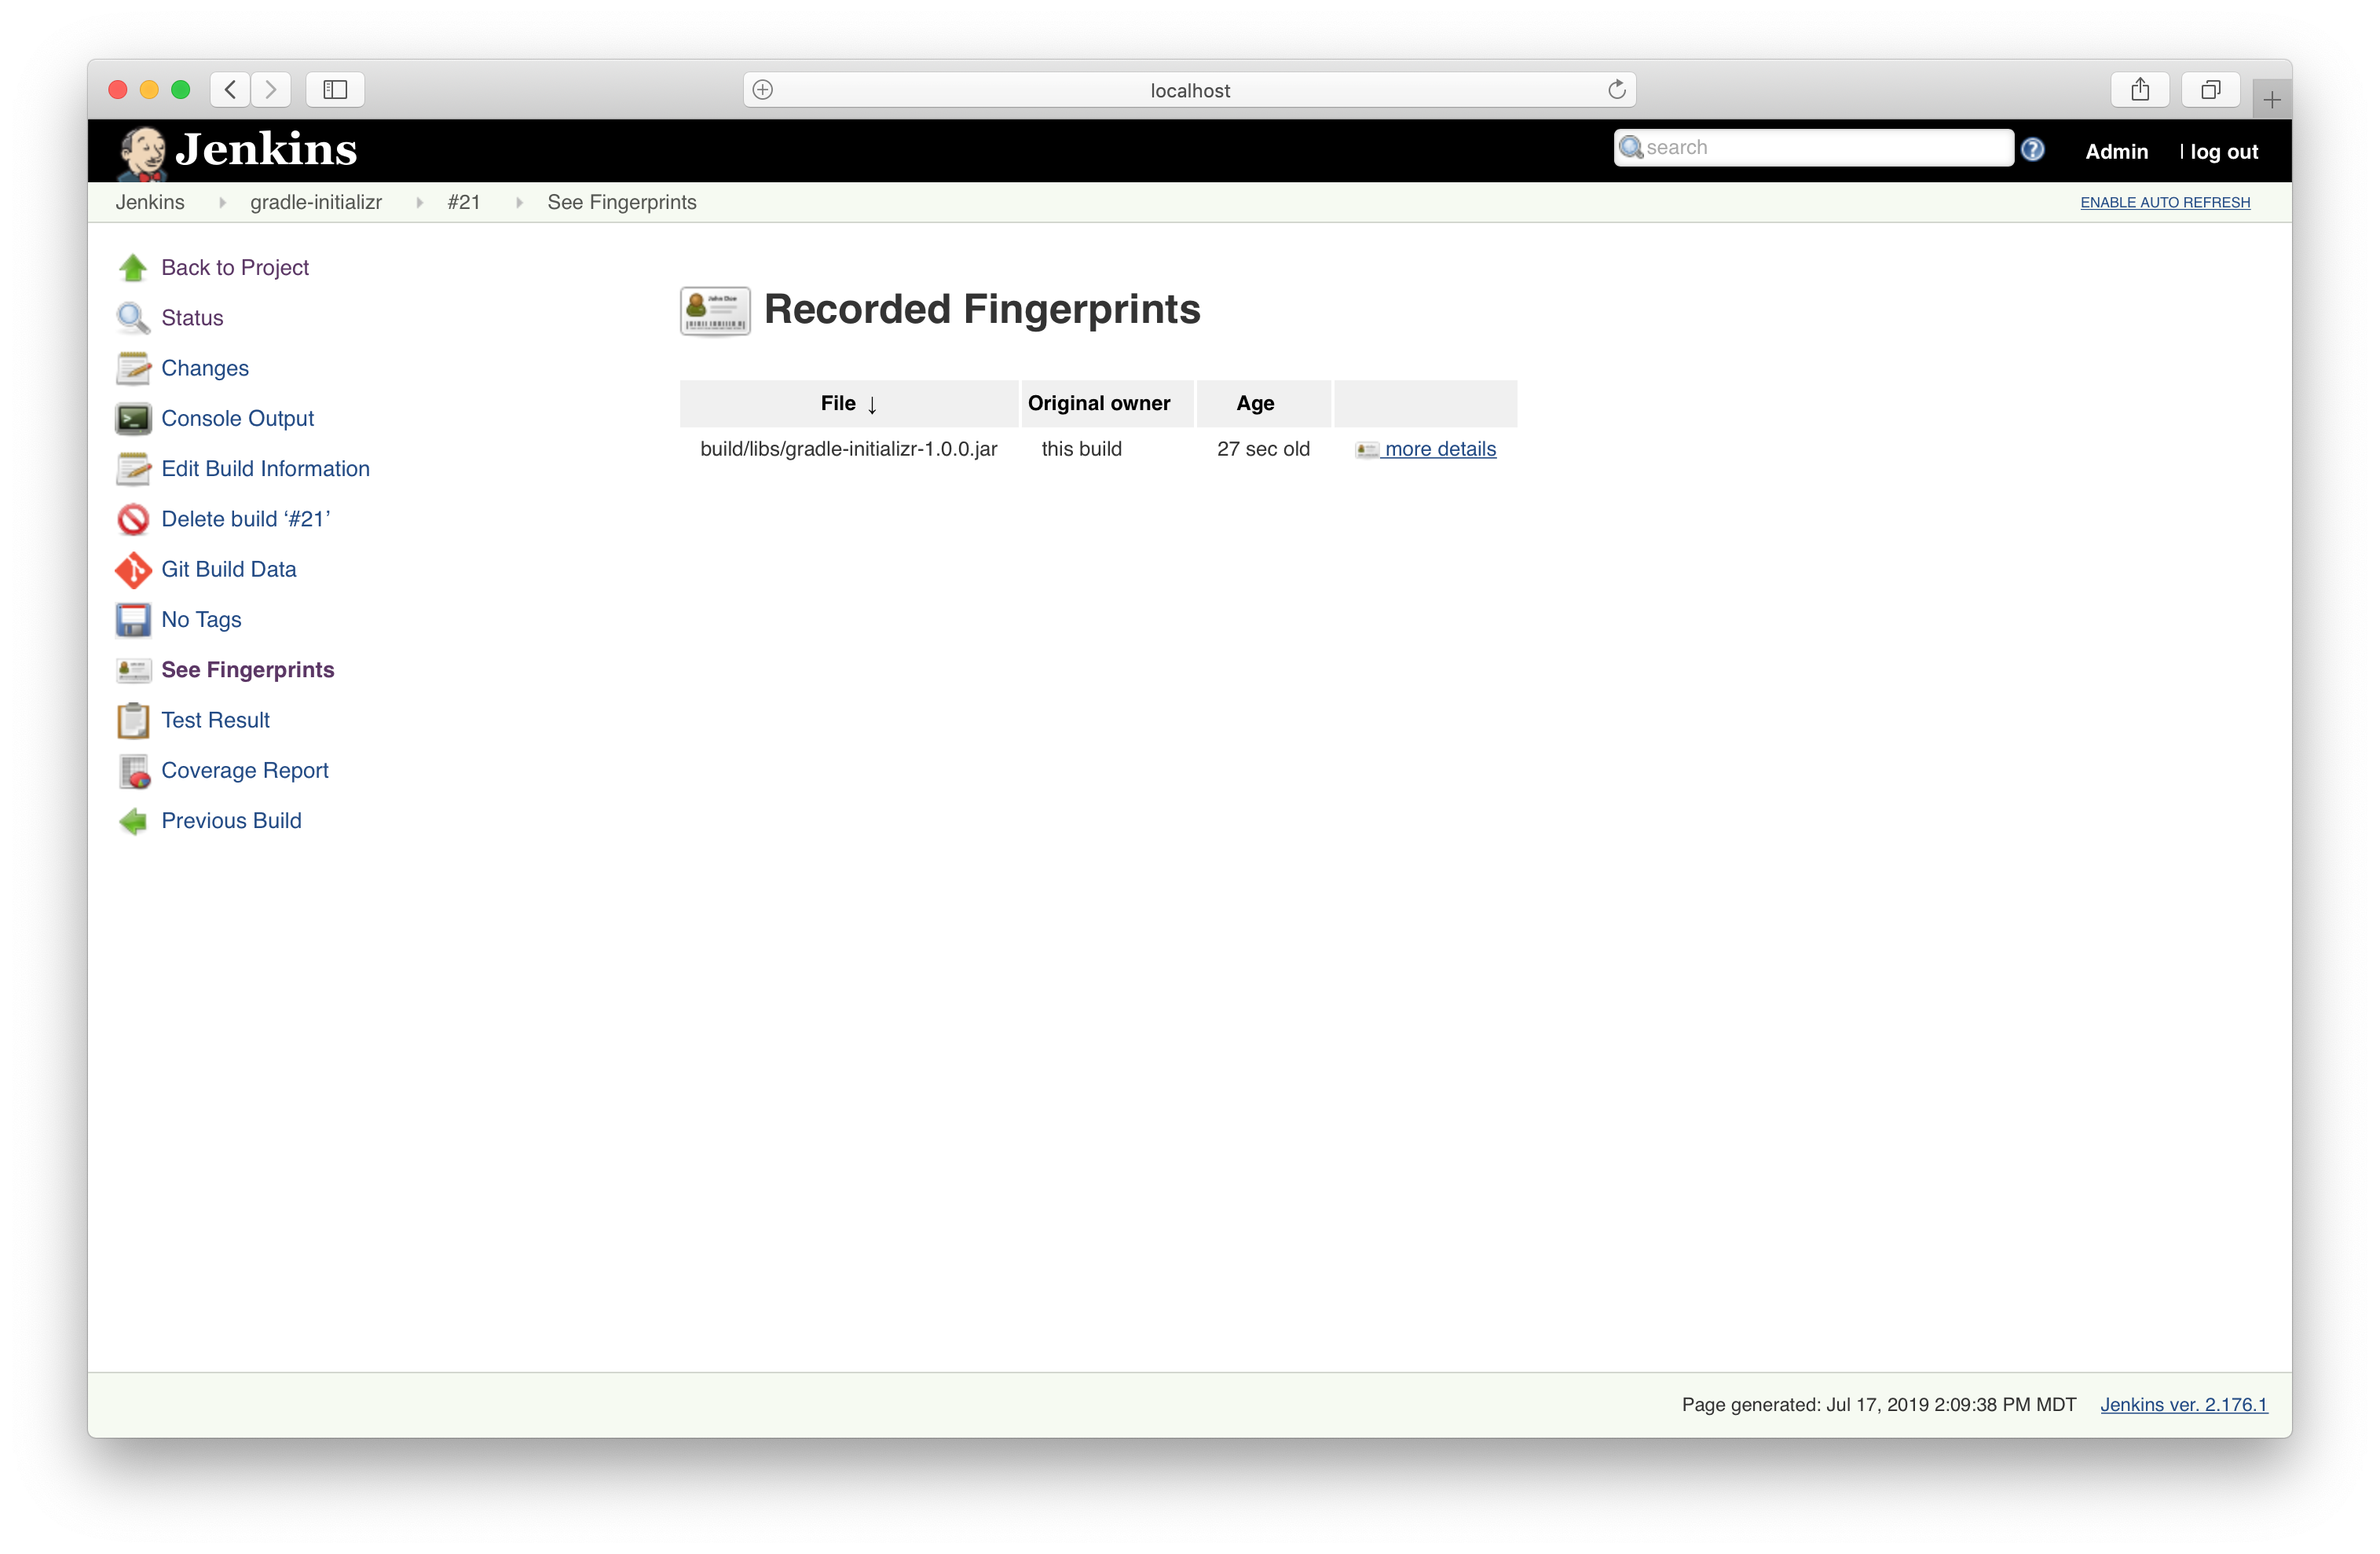 localhost
Jenkins
search
Admin
| log out
Jenkins
gradle-initializr
#21
See Fingerprints
ENABLE AUTO REFRESH
Back to Project
Status
Changes
Console Output
Edit Build Information
Delete build ‘#21’
Git Build Data
No Tags
See Fingerprints
Test Result
Coverage Report
Previous Build
John Doe
Recorded Fingerprints
File ↓ Original owner Age
build/libs/gradle-initializr-1.0.0.jar this build 27 sec old more details
Page generated: Jul 17, 2019 2:09:38 PM MDT Jenkins ver. 2.176.1